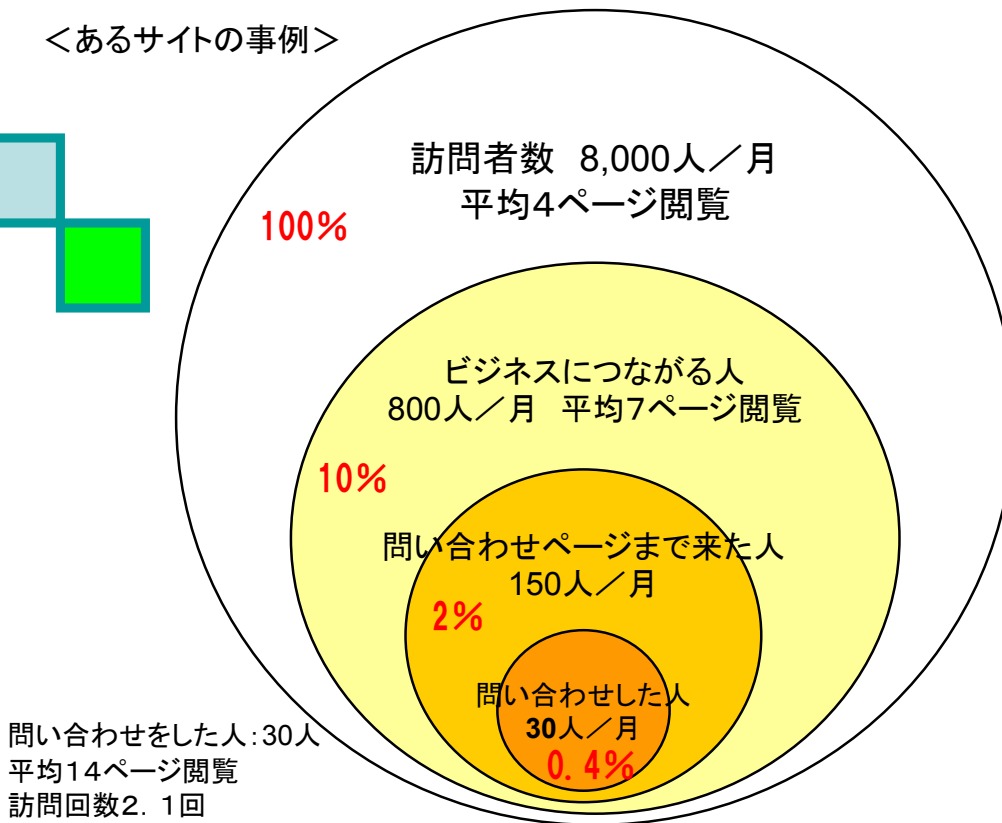 ＜あるサイトの事例＞
訪問者数　8,000人／月
平均４ページ閲覧
100%
ビジネスにつながる人
800人／月　平均７ページ閲覧
10%
問い合わせページまで来た人
150人／月
2%
問い合わせした人
30人／月
0.4%
問い合わせをした人：30人
平均１４ページ閲覧
訪問回数２．１回